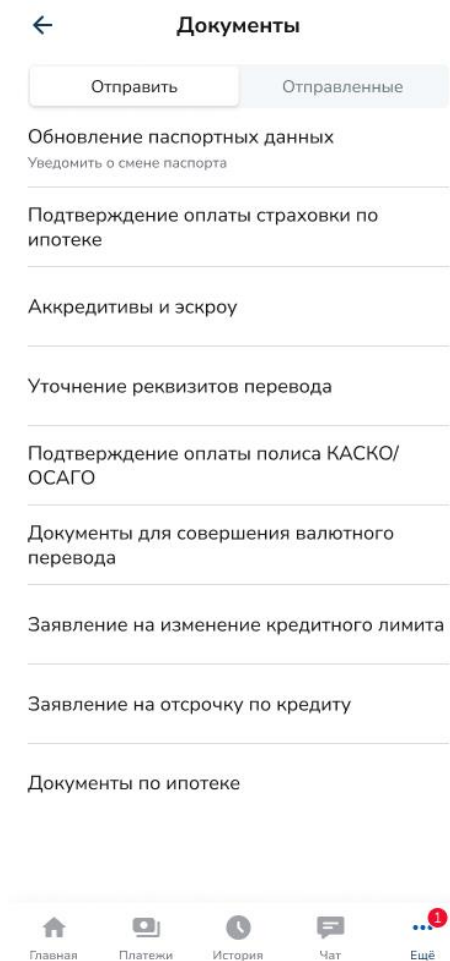 Документы
Отправить
Отправленные
Обновление паспортных данных
Уведомить о смене паспорта
Подтверждение оплаты страховки по
ипотеке
Аккредитивы и эскроу
Уточнение реквизитов перевода
Подтверждение оплаты полиса КАСКО/
ОСАГО
Документы для совершения валютного
перевода
Заявление на изменение кредитного лимита
Заявление на отсрочку по кредиту
Документы по ипотеке
1
Главная
Платежи
История
Чат
Ещё